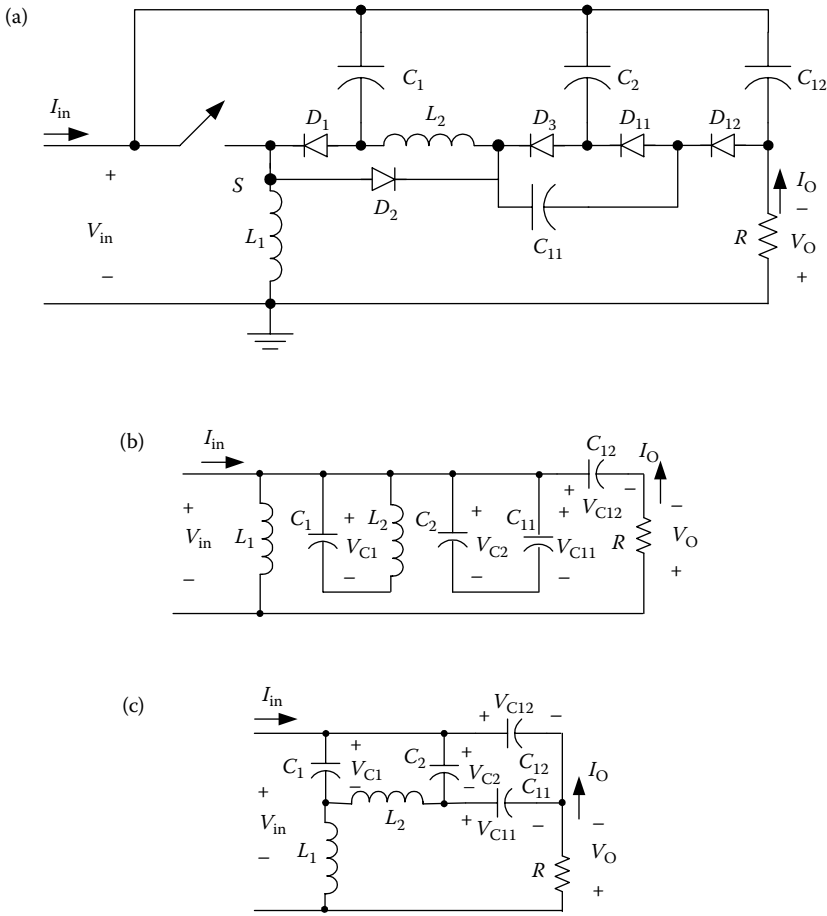 (a)
C₁ C₂ C₁₂
Iin D₁ L₂ D₃ D₁₁ D₁₂
+ S D₂ IO
Vin L₁ C₁₁ R − VO
− +
(b)
Iin C₁₂ IO
+ C₁ + L₂ C₂ + C₁₁ + + − −
VC12
Vin L₁ VC1 VC2 VC11 R VO
− − − − +
(c)
VC12
Iin + −
C₁ + C₂ + C₁₂ IO
VC1 VC2 C₁₁
+ − − −
Vin L₂ + VC11 − VO
− L₁ R +